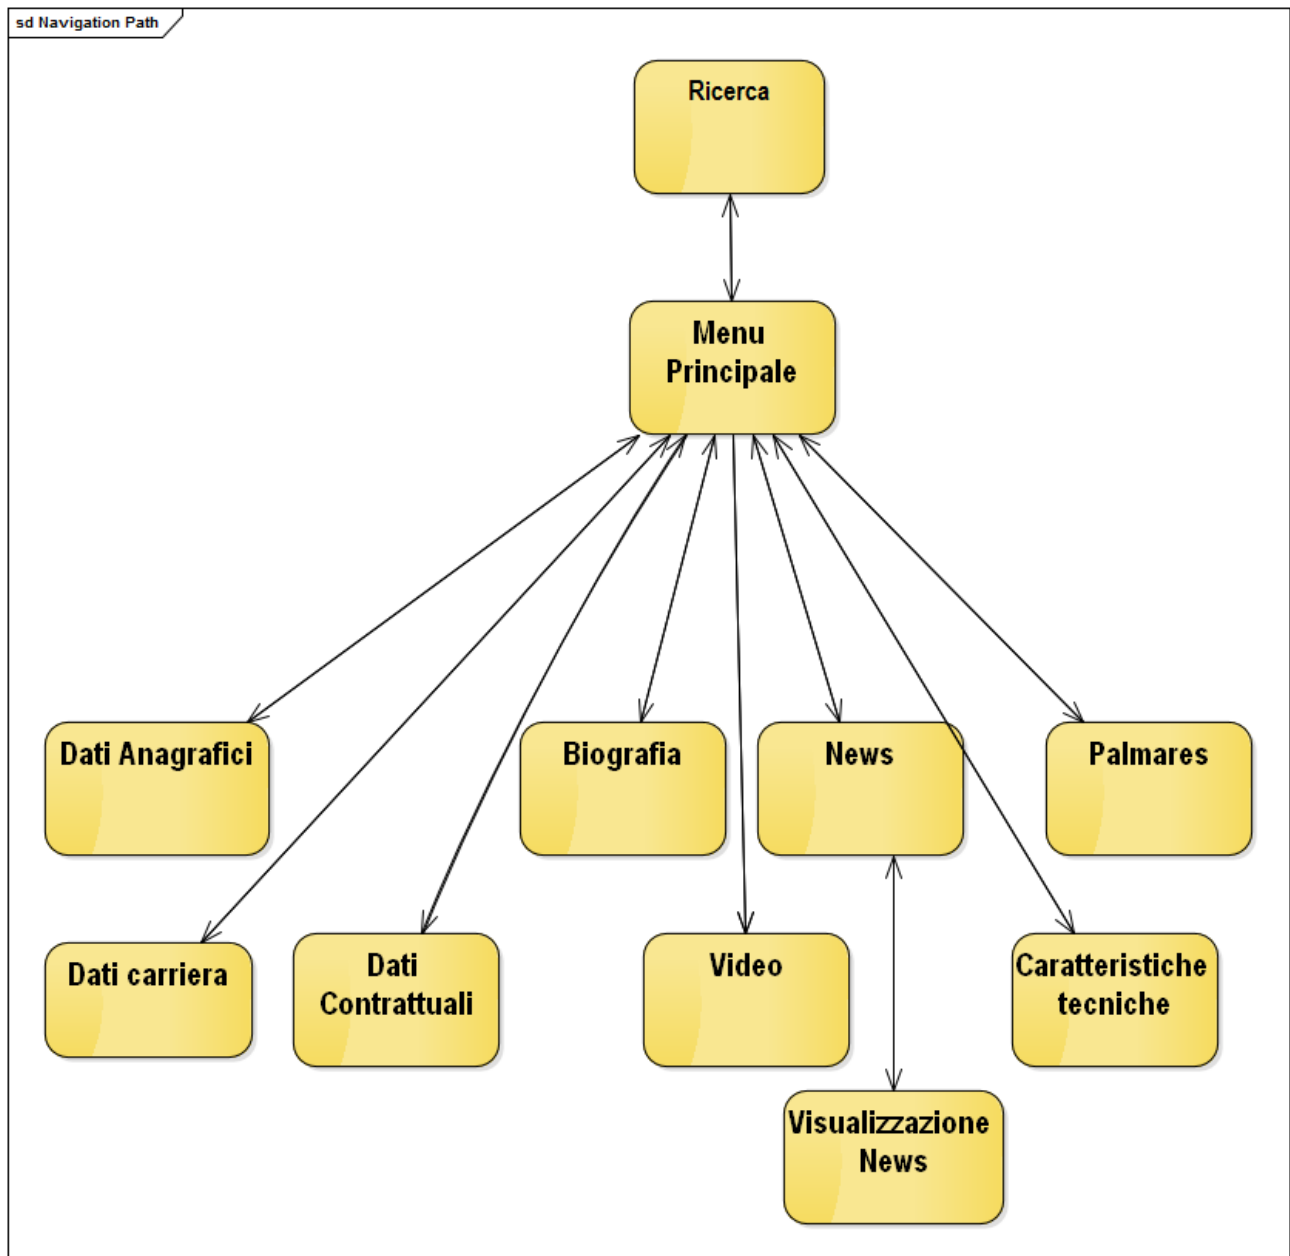 sd Navigation Path
Ricerca
Menu
Principale
Dati Anagrafici
Biografia
News
Palmares
Dati carriera
Dati
Contrattuali
Video
Caratteristiche
tecniche
Visualizzazione
News